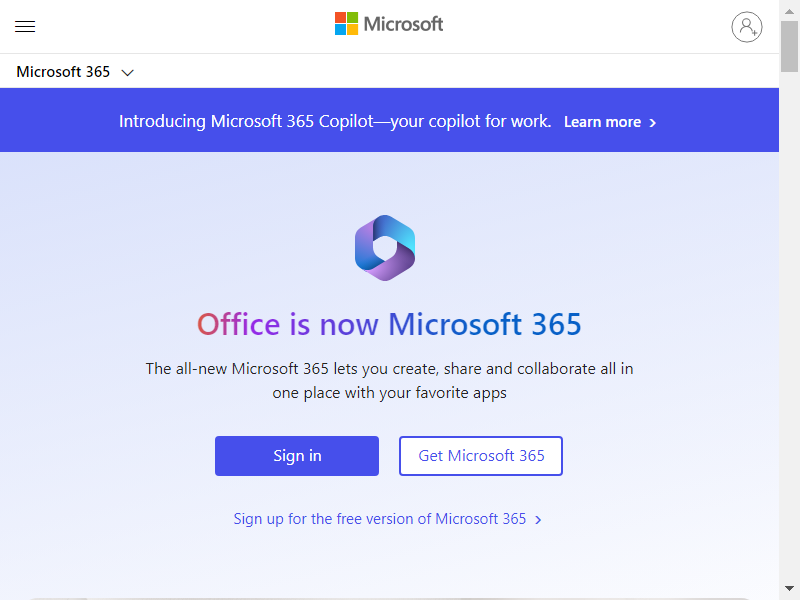 Microsoft
Microsoft 365
Introducing Microsoft 365 Copilot—your copilot for work. Learn more
Office is now Microsoft 365
The all-new Microsoft 365 lets you create, share and collaborate all in
one place with your favorite apps
Sign in
Get Microsoft 365
Sign up for the free version of Microsoft 365